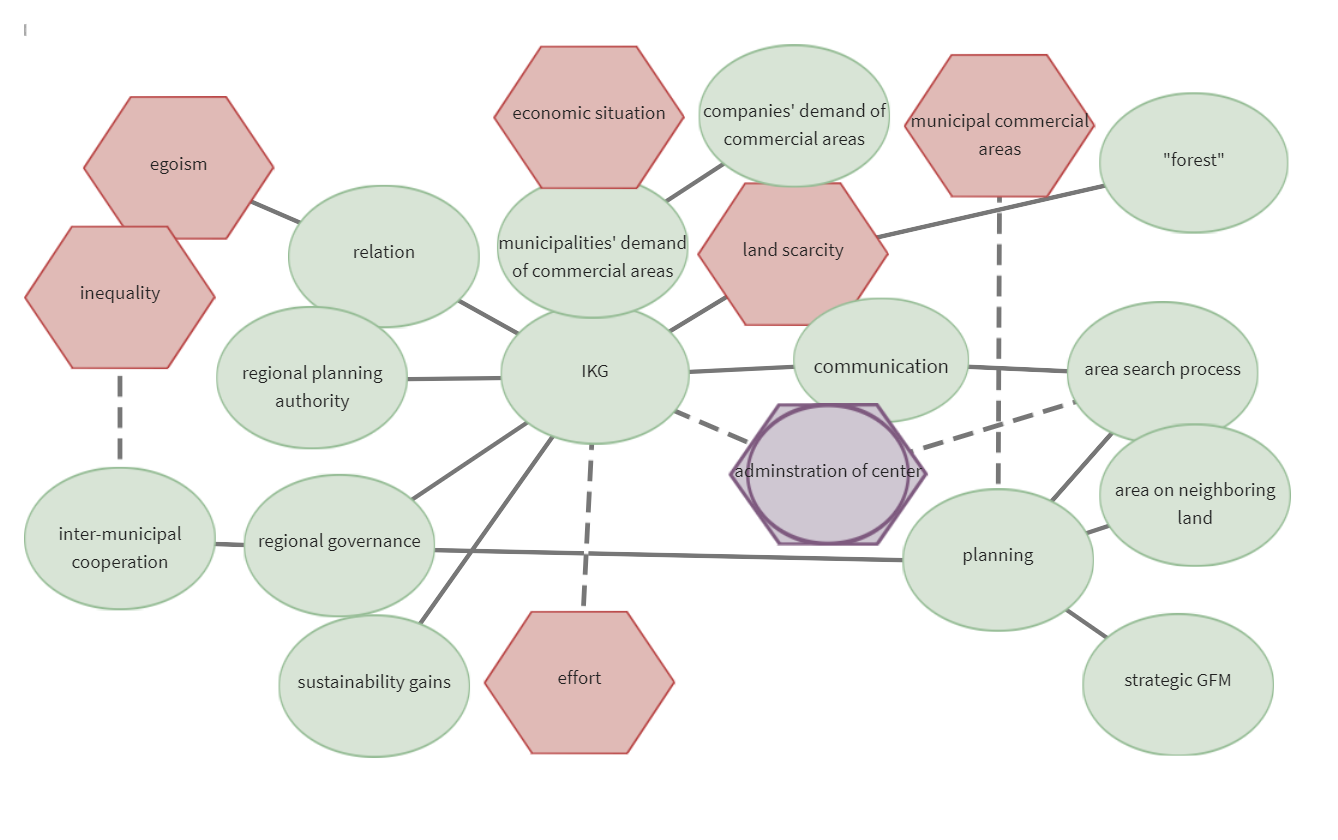 economic situation
companies' demand of
commercial areas
municipal commercial
areas
"forest"
egoism
relation
municipalities' demand
of commercial areas
land scarcity
inequality
regional planning
authority
IKG
communication
area search process
adminstration of center
area on neighboring
land
inter-municipal
cooperation
regional governance
planning
sustainability gains
effort
strategic GFM